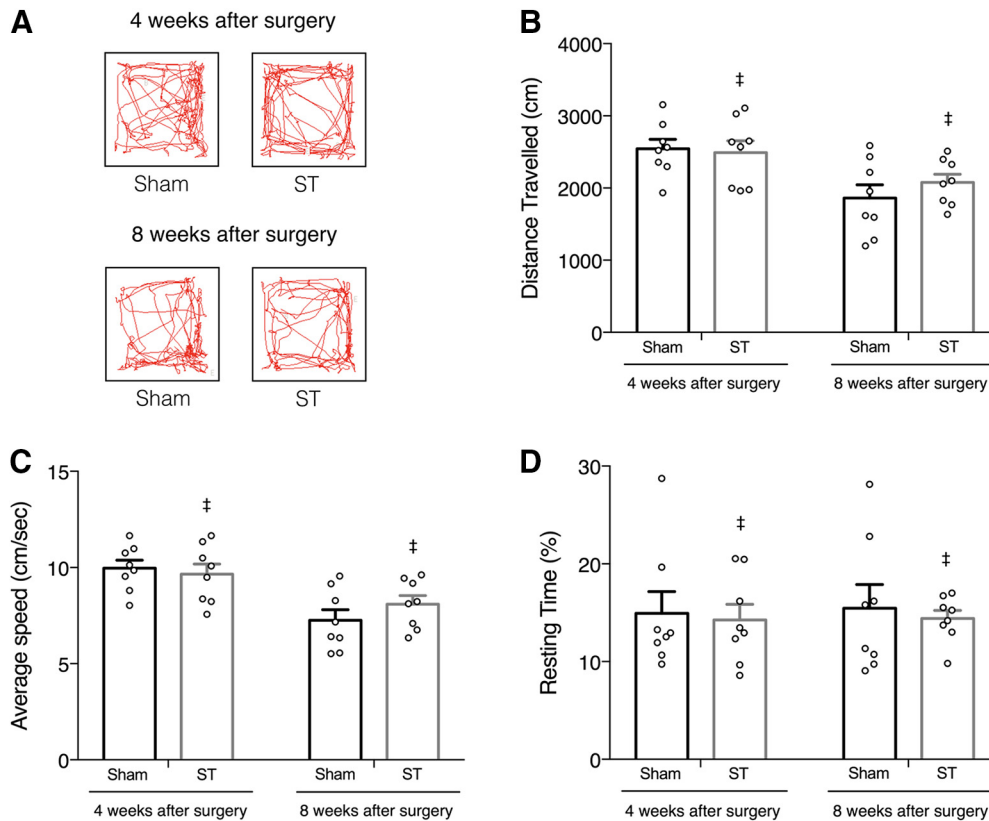 A
4 weeks after surgery
Sham
ST
8 weeks after surgery
Sham
ST
B
Distance Travelled (cm)
4000
3000
2000
1000
0
‡
‡
Sham
ST
Sham
ST
4 weeks after surgery
8 weeks after surgery
C
Average speed (cm/sec)
15
10
5
0
‡
‡
Sham
ST
Sham
ST
4 weeks after surgery
8 weeks after surgery
D
Resting Time (%)
30
20
10
0
‡
‡
Sham
ST
Sham
ST
4 weeks after surgery
8 weeks after surgery